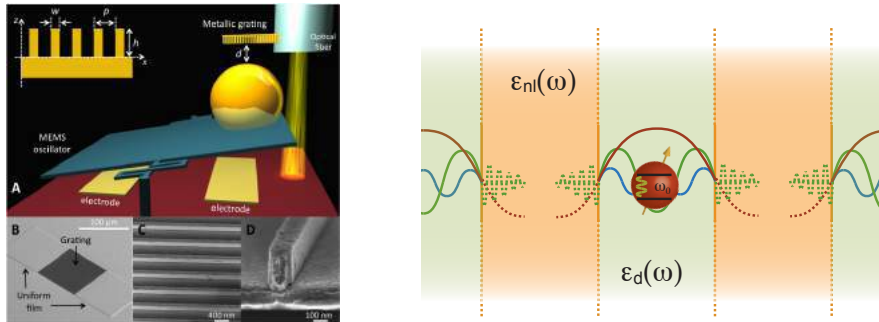 z
w
p
h
x
Metallic grating
d
Optical
fiber
MEMS
oscillator
A
electrode
electrode
B
100 μm
Grating
Uniform
film
C
400 nm
D
100 nm
εnl(ω)
ω0
εd(ω)